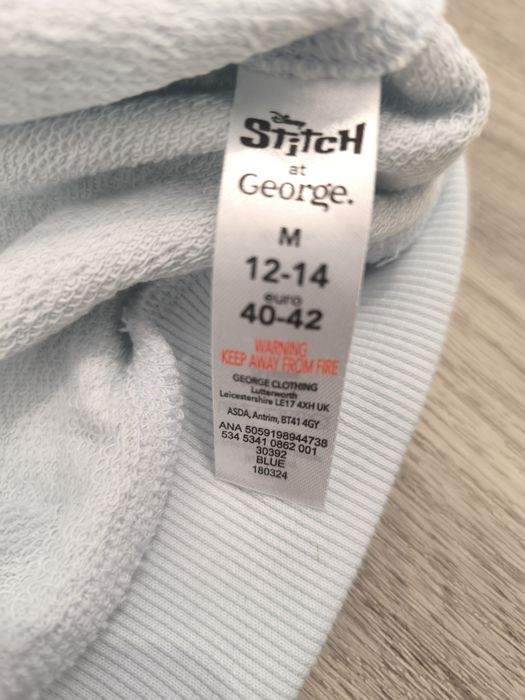 Disney
STiTCH
at
George.
M
12-14
euro
40-42
WARNING
KEEP AWAY FROM FIRE
GEORGE CLOTHING
Lutterworth
Leicestershire LE17 4XH UK
ASDA, Antrim, BT41 4GY
ANA 5059198944738
534 5341 0862 001
30392
BLUE
180324